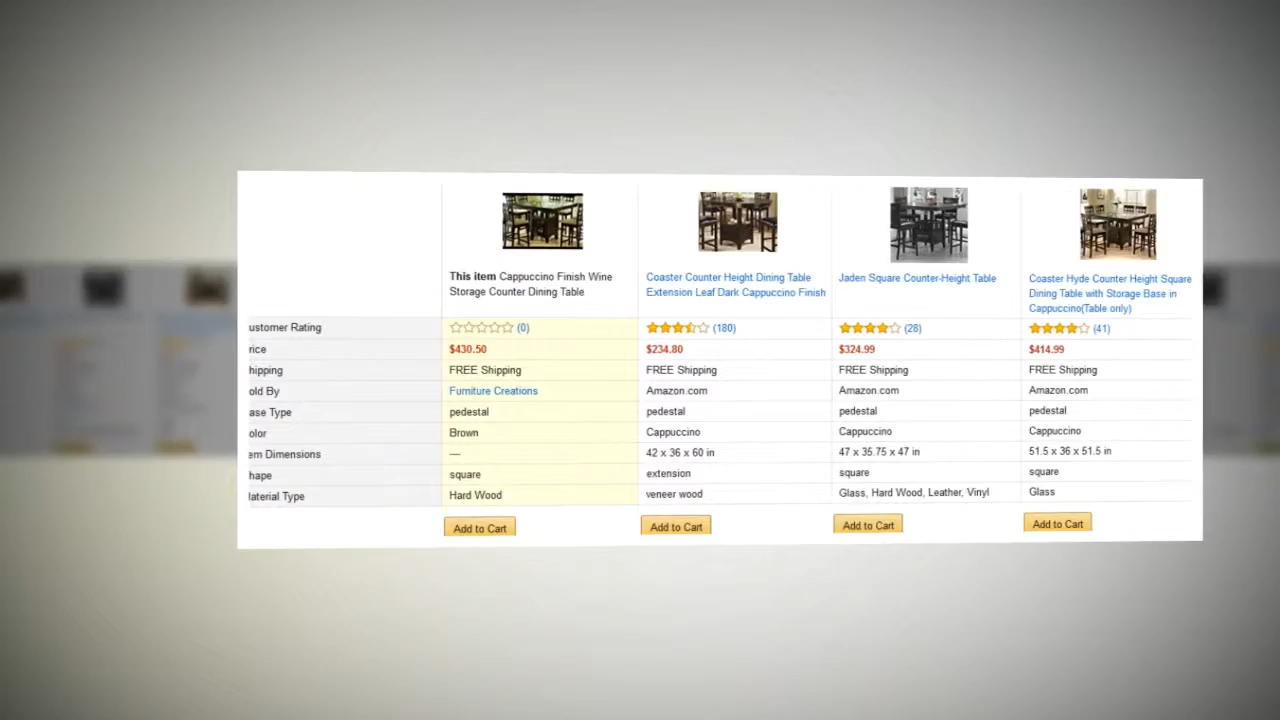 This item Cappuccino Finish Wine
Storage Counter Dining Table
Coaster Counter Height Dining Table
Extension Leaf Dark Cappuccino Finish
Jaden Square Counter-Height Table
Coaster Hyde Counter Height Square
Dining Table with Storage Base in
Cappuccino(Table only)
ustomer Rating (0) (180) (28) (41)
rice $430.50 $234.80 $324.99 $414.99
hipping FREE Shipping FREE Shipping FREE Shipping FREE Shipping
old By Furniture Creations Amazon.com Amazon.com Amazon.com
ase Type pedestal pedestal pedestal pedestal
olor Brown Cappuccino Cappuccino Cappuccino
em Dimensions — 42 x 36 x 60 in 47 x 35.75 x 47 in 51.5 x 36 x 51.5 in
hape square extension square square
aterial Type Hard Wood veneer wood Glass, Hard Wood, Leather, Vinyl Glass
Add to Cart Add to Cart Add to Cart Add to Cart